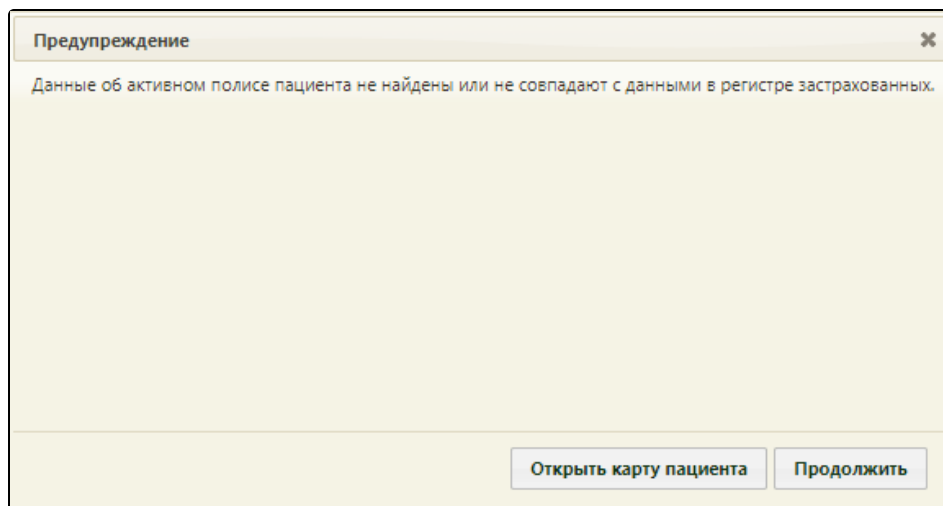 Предупреждение
Данные об активном полисе пациента не найдены или не совпадают с данными в регистре застрахованных.
Открыть карту пациента
Продолжить